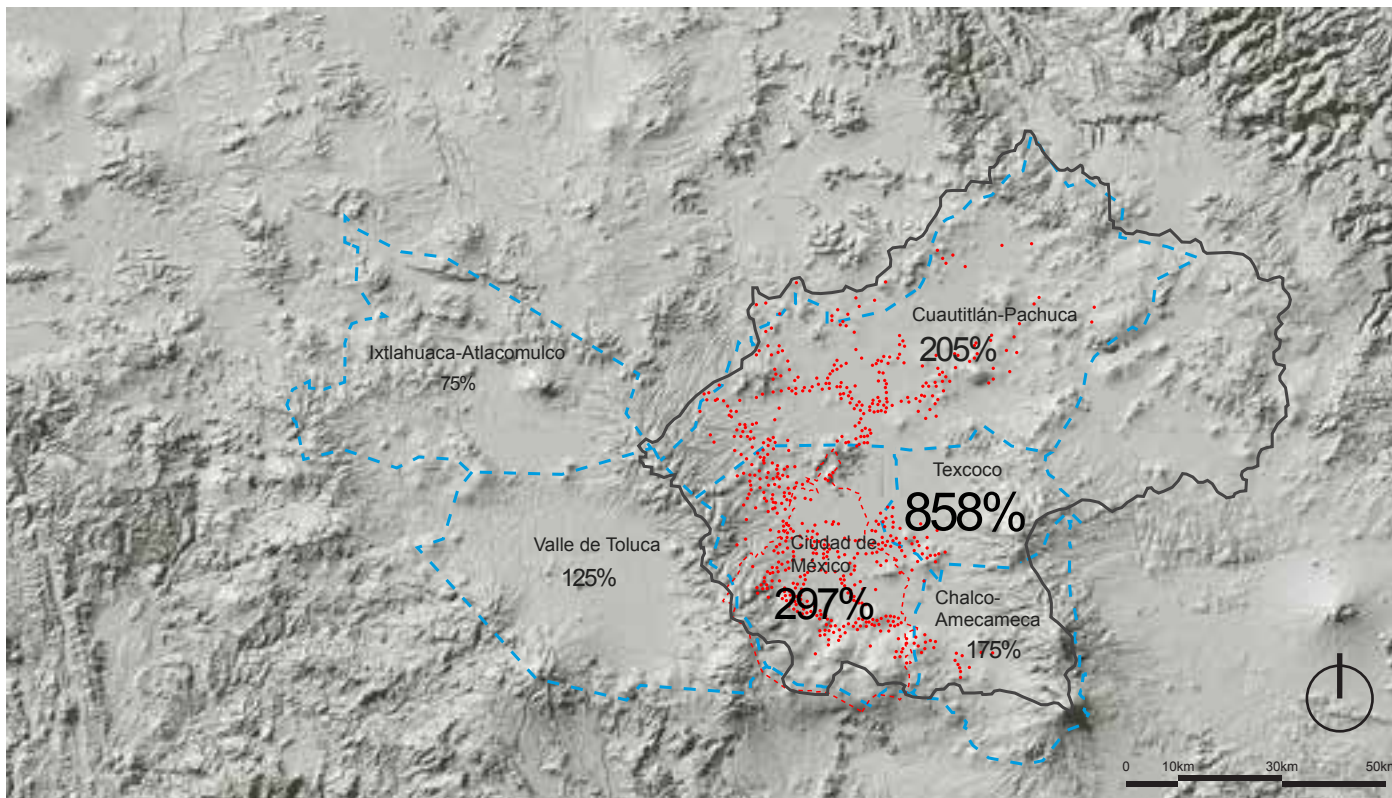 Cuautitlán-Pachuca
205%
Ixtlahuaca-Atlacomulco
75%
Texcoco
858%
Valle de Toluca
125%
Ciudad de
México
297%
Chalco-
Amecameca
175%
0 10km 30km 50km